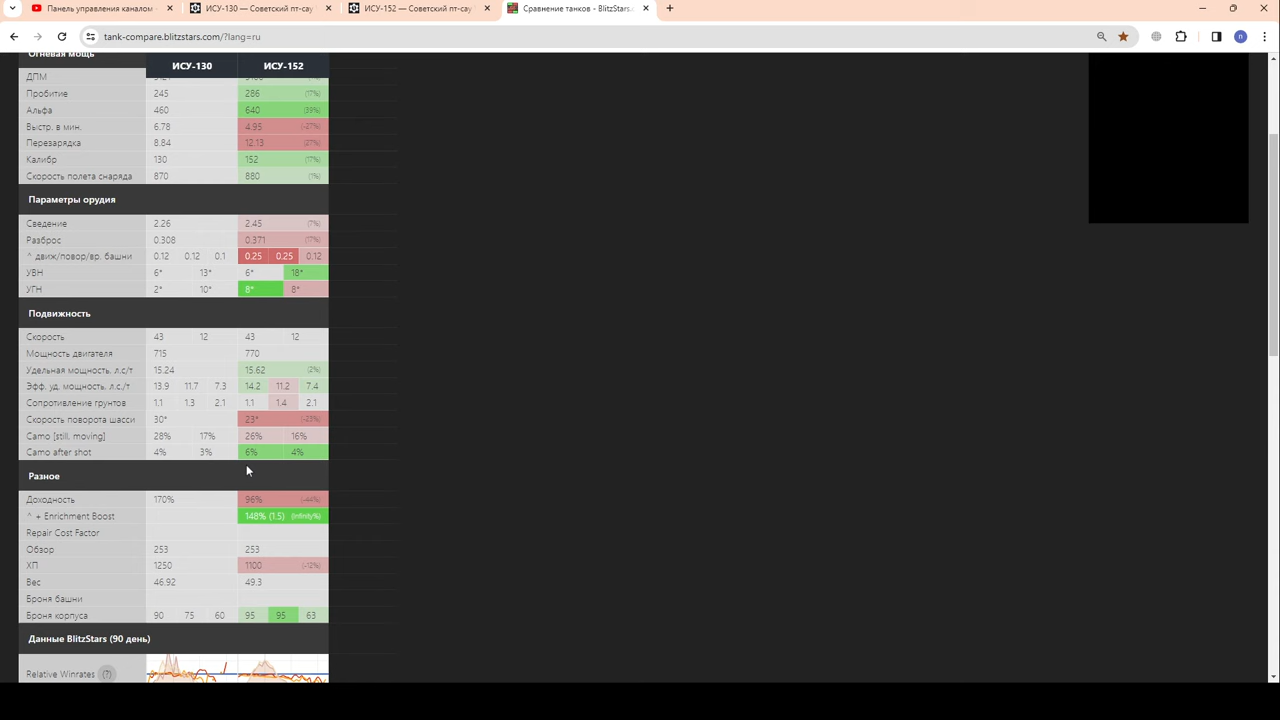 Панель управления каналом -
ИСУ-130 — Советский пт-сау
ИСУ-152 — Советский пт-сау
Сравнение танков - BlitzStars.
tank-compare.blitzstars.com/?lang=ru
n
Огневая мощь
ИСУ-130 ИСУ-152
ДПМ
Пробитие 245 286 (17%)
Альфа 460 640 (39%)
Выстр. в мин. 6.78 4.95 (-27%)
Перезарядка 8.84 12.13 (37%)
Калибр 130 152 (17%)
Скорость полета снаряда 870 880 (1%)
Параметры орудия
Сведение 2.26 2.45 (7%)
Разброс 0.308 0.371 (17%)
^ движ/повор/вр. башни 0.12 0.12 0.1 0.25 0.25 0.12
УВН 6° 13° 6° 18°
УГН 2° 10° 8° 8°
Подвижность
Скорость 43 12 43 12
Мощность двигателя 715 770
Удельная мощность. л.с/т 15.24 15.62 (2%)
Эфф. уд. мощность, л.с./т 13.9 11.7 7.3 14.2 11.2 7.4
Сопротивление грунтов 1.1 1.3 2.1 1.1 1.4 2.1
Скорость поворота шасси 30° 23° (-23%)
Camo [still, moving] 28% 17% 26% 16%
Camo after shot 4% 3% 6% 4%
Разное
Доходность 170% 96% (-44%)
^ + Enrichment Boost 148% (1.5) (Infinity%)
Repair Cost Factor
Обзор 253 253
ХП 1250 1100 (-12%)
Вес 46.92 49.3
Броня башни
Броня корпуса 90 75 60 95 95 63
Данные BlitzStars (90 день)
Relative Winrates (?)